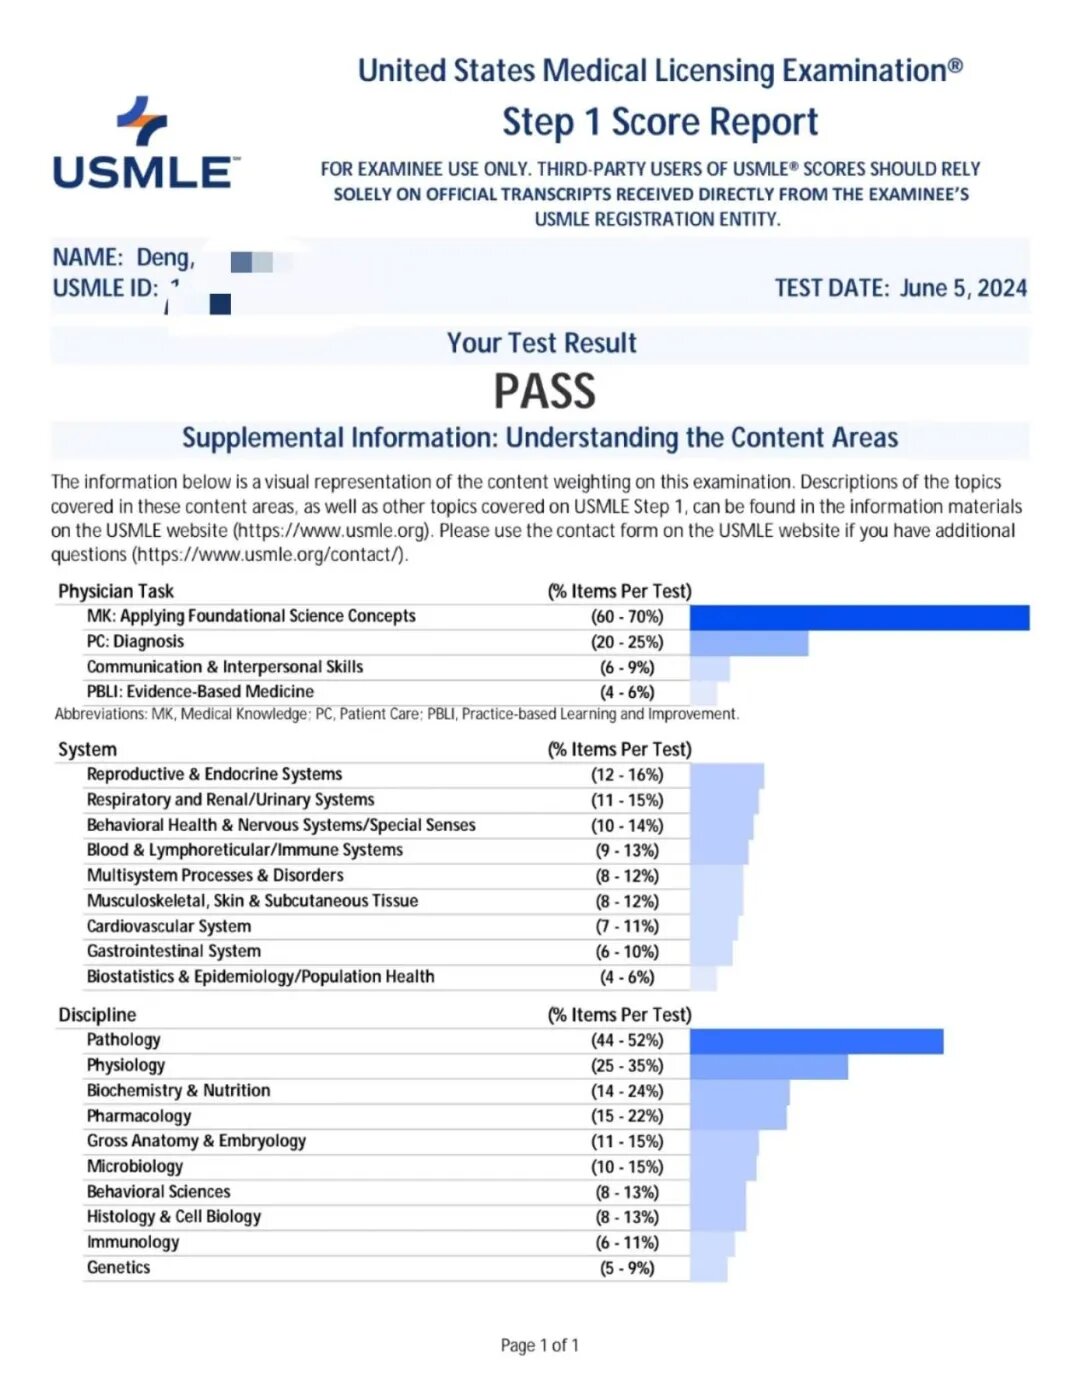 United States Medical Licensing Examination®
Step 1 Score Report
USMLE™
FOR EXAMINEE USE ONLY. THIRD-PARTY USERS OF USMLE® SCORES SHOULD RELY
SOLELY ON OFFICIAL TRANSCRIPTS RECEIVED DIRECTLY FROM THE EXAMINEE'S
USMLE REGISTRATION ENTITY.
NAME: Deng,
USMLE ID:
TEST DATE: June 5, 2024
Your Test Result
PASS
Supplemental Information: Understanding the Content Areas
The information below is a visual representation of the content weighting on this examination. Descriptions of the topics
covered in these content areas, as well as other topics covered on USMLE Step 1, can be found in the information materials
on the USMLE website (https://www.usmle.org). Please use the contact form on the USMLE website if you have additional
questions (https://www.usmle.org/contact/).
Physician Task (% Items Per Test)
MK: Applying Foundational Science Concepts (60 - 70%)
PC: Diagnosis (20 - 25%)
Communication & Interpersonal Skills (6 - 9%)
PBLI: Evidence-Based Medicine (4 - 6%)
Abbreviations: MK, Medical Knowledge; PC, Patient Care; PBLI, Practice-based Learning and Improvement.
System (% Items Per Test)
Reproductive & Endocrine Systems (12 - 16%)
Respiratory and Renal/Urinary Systems (11 - 15%)
Behavioral Health & Nervous Systems/Special Senses (10 - 14%)
Blood & Lymphoreticular/Immune Systems (9 - 13%)
Multisystem Processes & Disorders (8 - 12%)
Musculoskeletal, Skin & Subcutaneous Tissue (8 - 12%)
Cardiovascular System (7 - 11%)
Gastrointestinal System (6 - 10%)
Biostatistics & Epidemiology/Population Health (4 - 6%)
Discipline (% Items Per Test)
Pathology (44 - 52%)
Physiology (25 - 35%)
Biochemistry & Nutrition (14 - 24%)
Pharmacology (15 - 22%)
Gross Anatomy & Embryology (11 - 15%)
Microbiology (10 - 15%)
Behavioral Sciences (8 - 13%)
Histology & Cell Biology (8 - 13%)
Immunology (6 - 11%)
Genetics (5 - 9%)
Page 1 of 1